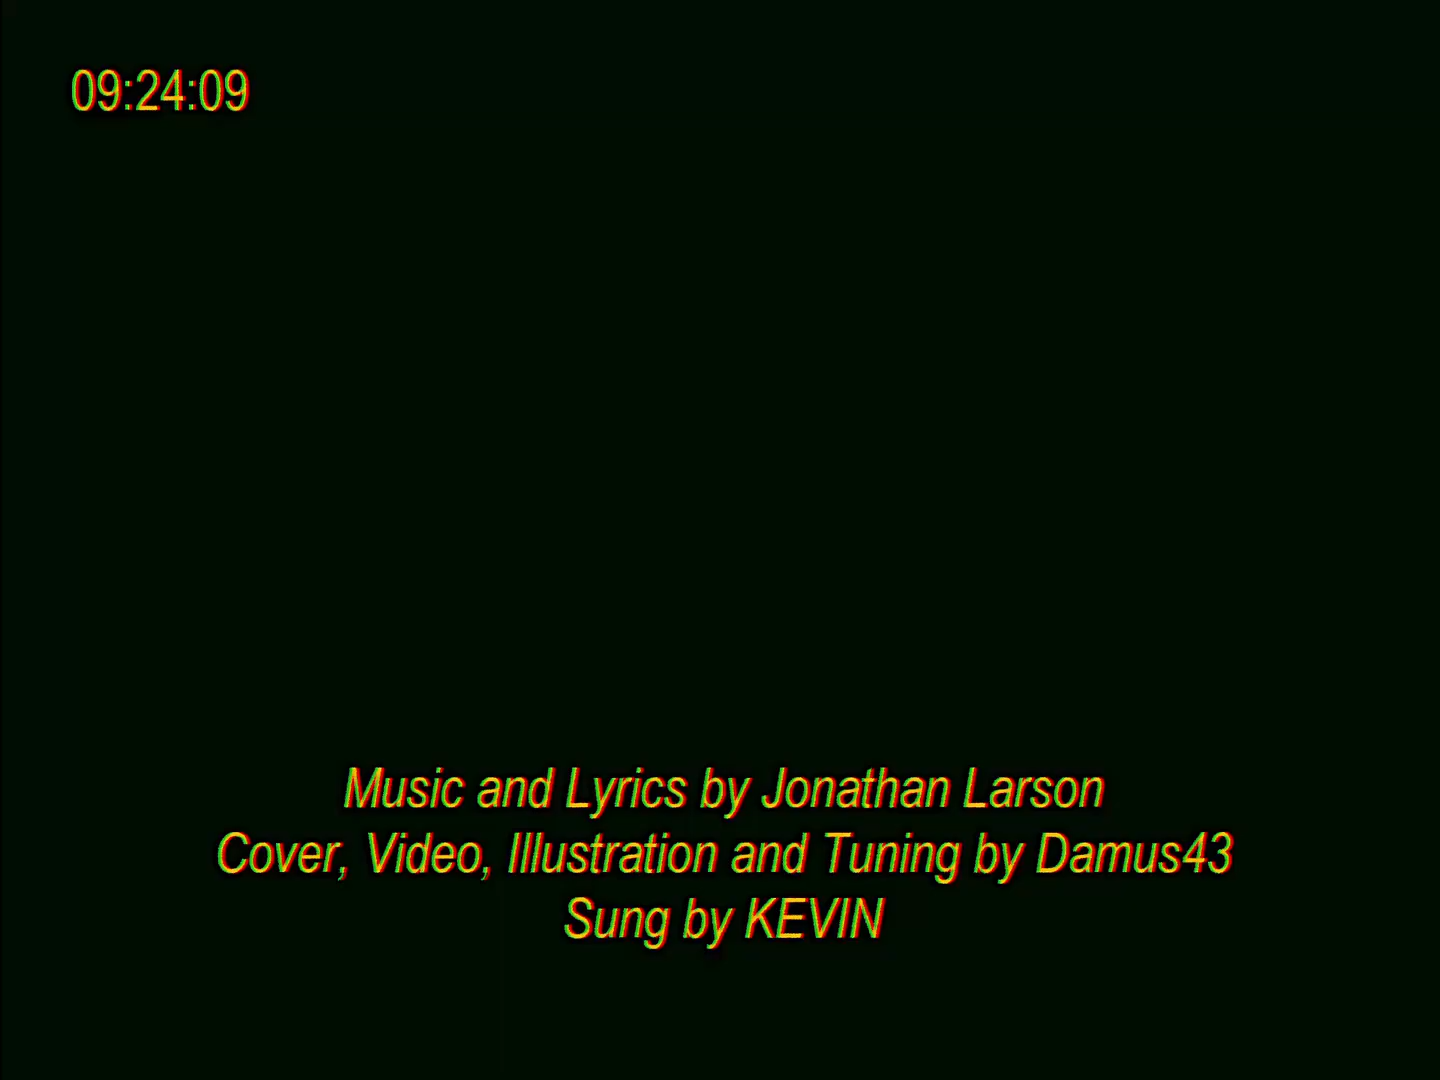 09:24:09
Music and Lyrics by Jonathan Larson
Cover, Video, Illustration and Tuning by Damus43
Sung by KEVIN